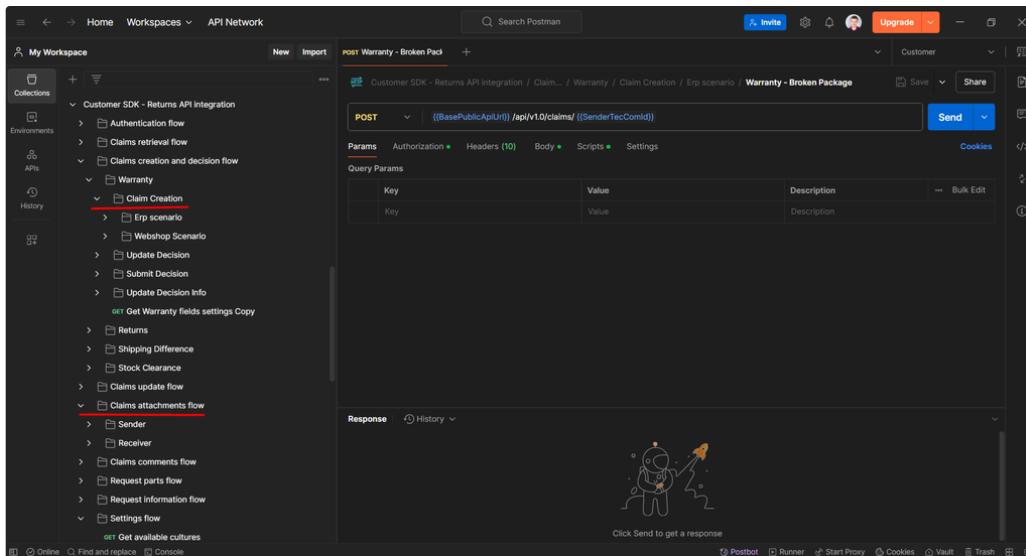 Home Workspaces API Network Search Postman Invite Upgrade
My Workspace New Import POST Warranty - Broken Pack Customer
Collections
Environments
APIs
History
Customer SDK - Returns API integration
Authentication flow
Claims retrieval flow
Claims creation and decision flow
Warranty
Claim Creation
Erp scenario
Webshop Scenario
Update Decision
Submit Decision
Update Decision Info
GET Get Warranty fields settings Copy
Returns
Shipping Difference
Stock Clearance
Claims update flow
Claims attachments flow
Sender
Receiver
Claims comments flow
Request parts flow
Request information flow
Settings flow
GET Get available cultures
Customer SDK - Returns API integration / Claim... / Warranty / Claim Creation / Erp scenario / Warranty - Broken Package Save Share
POST {{BasePublicApiUrl}} /api/v1.0/claims/ {{SenderTecComId}} Send
Params Authorization Headers (10) Body Scripts Settings Cookies
Query Params
Key Value Description Bulk Edit
Key Value Description
Response History
Click Send to get a response
Online Find and replace Console Postbot Runner Start Proxy Cookies Vault Trash